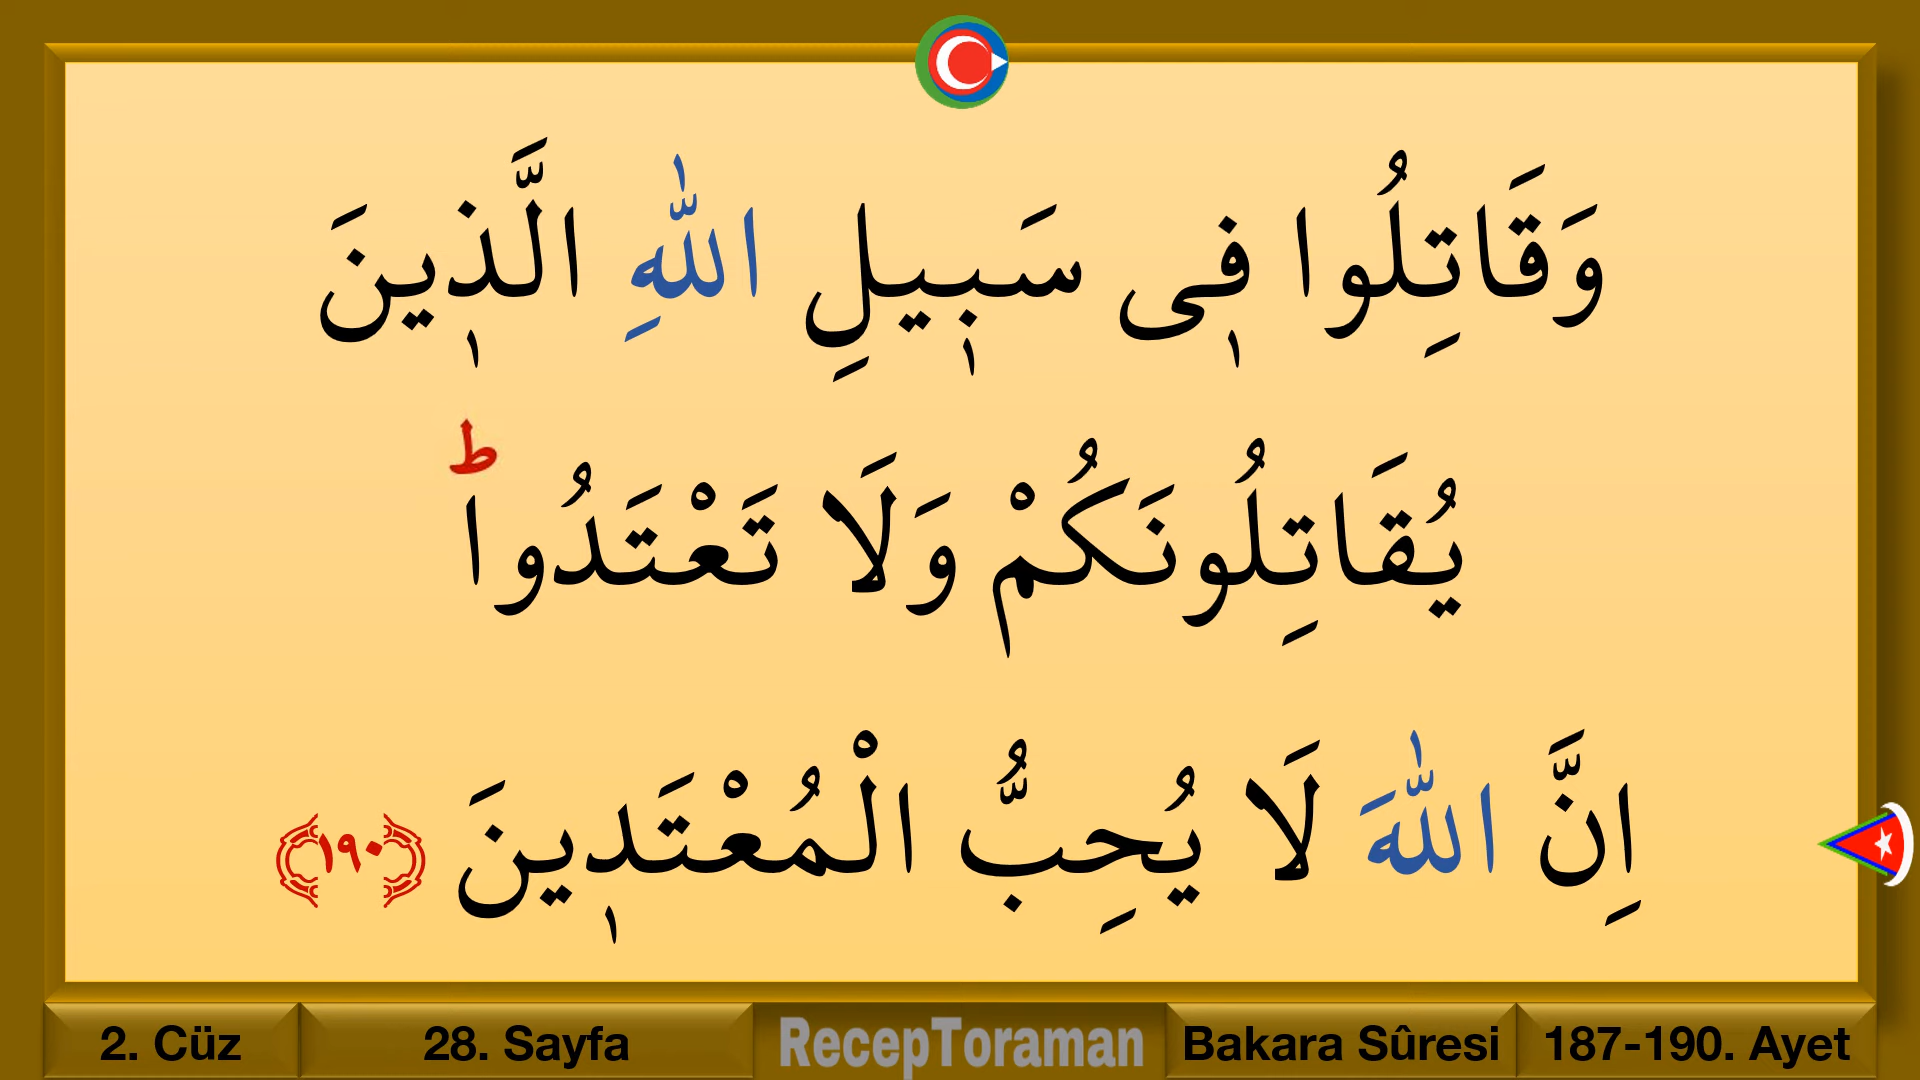 وَقَاتِلُوا فٖى سَبٖيلِ اللّٰهِ الَّذٖينَ
يُقَاتِلُونَكُمْ وَلَا تَعْتَدُوا ط
اِنَّ اللّٰهَ لَا يُحِبُّ الْمُعْتَدٖينَ ﴿١٩٠﴾
2. Cüz 28. Sayfa RecepToraman Bakara Sûresi 187-190. Ayet